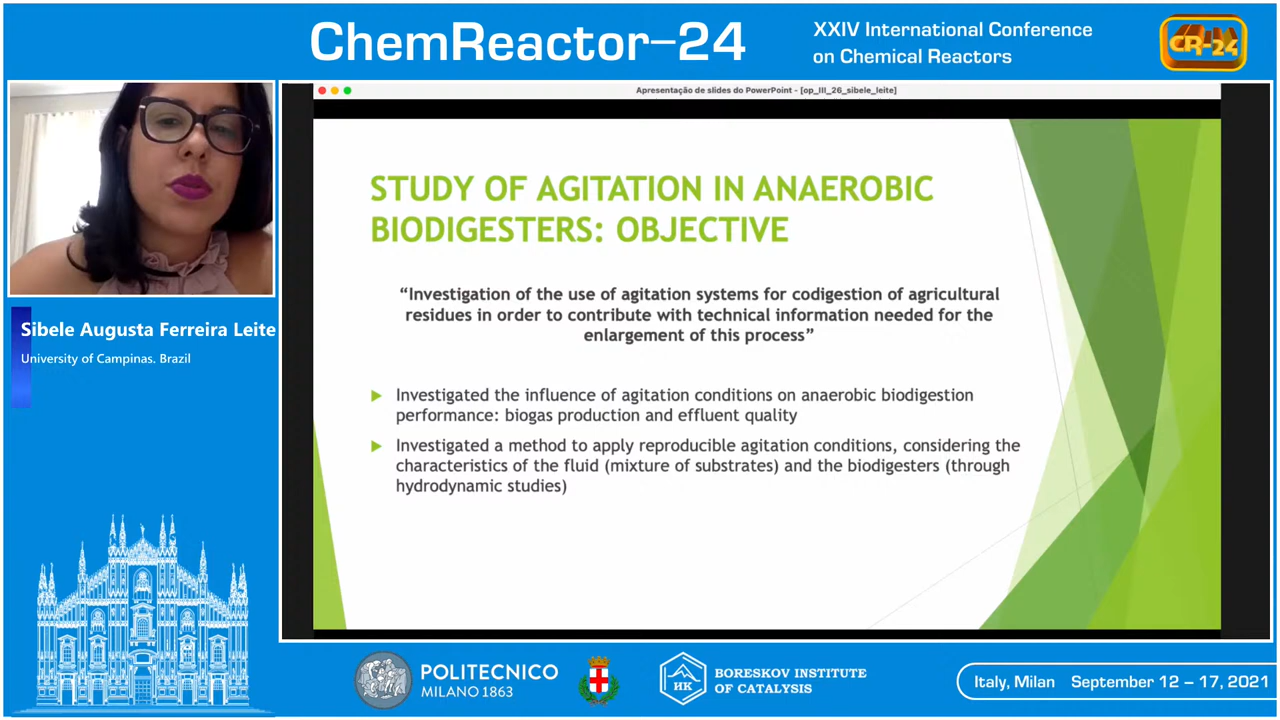 ChemReactor–24
XXIV International Conference
on Chemical Reactors
CR-24
Apresentação de slides do PowerPoint - [op_III_26_sibele_leite]
STUDY OF AGITATION IN ANAEROBIC
BIODIGESTERS: OBJECTIVE
“Investigation of the use of agitation systems for codigestion of agricultural
residues in order to contribute with technical information needed for the
enlargement of this process”
Investigated the influence of agitation conditions on anaerobic biodigestion
performance: biogas production and effluent quality
Investigated a method to apply reproducible agitation conditions, considering the
characteristics of the fluid (mixture of substrates) and the biodigesters (through
hydrodynamic studies)
Sibele Augusta Ferreira Leite
University of Campinas. Brazil
POLITECNICO
MILANO 1863
ИК
BORESKOV INSTITUTE
OF CATALYSIS
Italy, Milan September 12 – 17, 2021